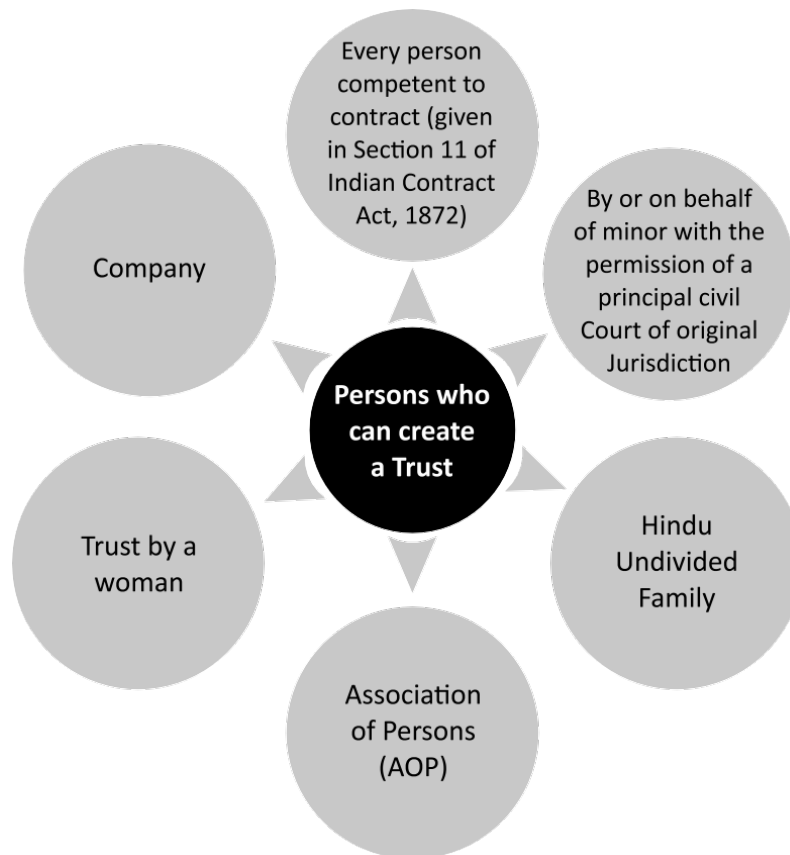 Every person
competent to
contract (given
in Section 11 of
Indian Contract
Act, 1872)
By or on behalf
of minor with the
permission of a
principal civil
Court of original
Jurisdiction
Company
Persons who
can create
a Trust
Trust by a
woman
Hindu
Undivided
Family
Association
of Persons
(AOP)